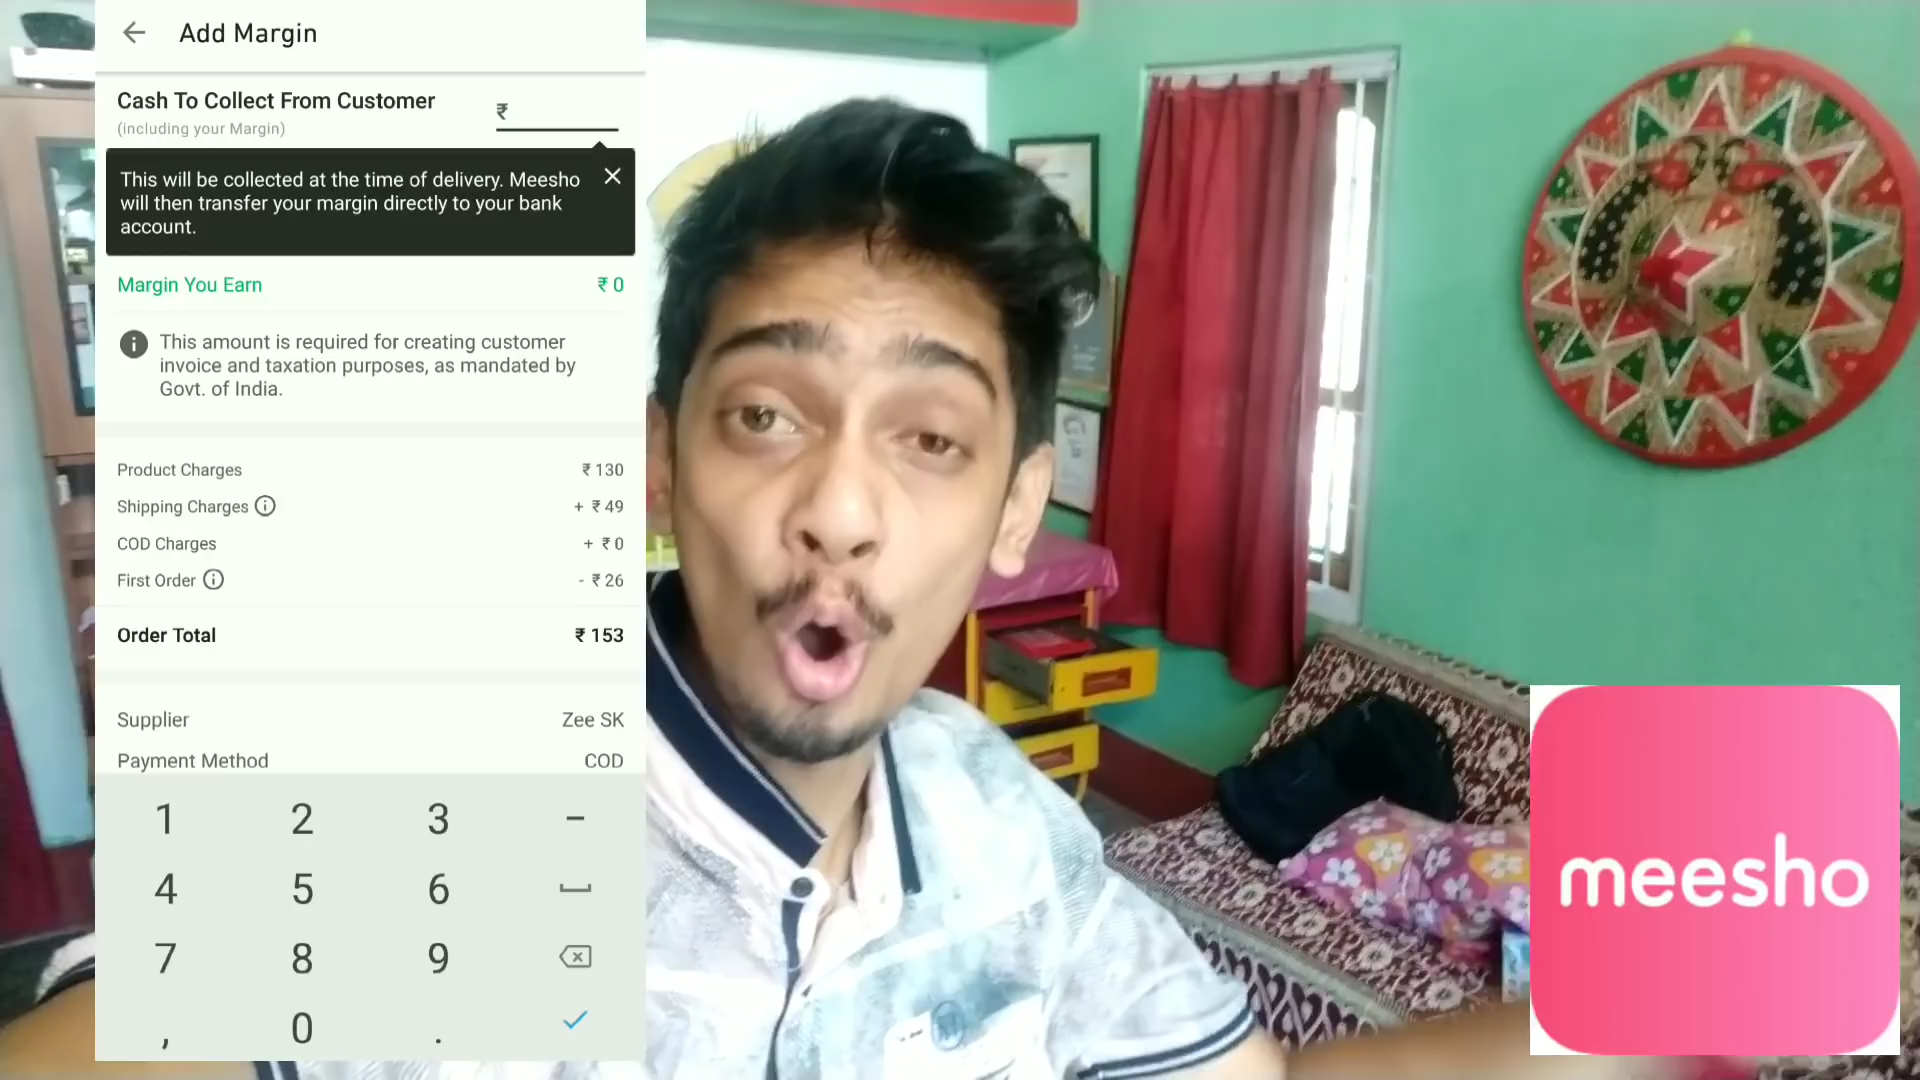 Add Margin
Cash To Collect From Customer ₹
(including your Margin)
This will be collected at the time of delivery. Meesho
will then transfer your margin directly to your bank
account.
Margin You Earn ₹ 0
This amount is required for creating customer
invoice and taxation purposes, as mandated by
Govt. of India.
Product Charges ₹ 130
Shipping Charges + ₹ 49
COD Charges + ₹ 0
First Order - ₹ 26
Order Total ₹ 153
Supplier Zee SK
Payment Method COD
1 2 3 -
4 5 6
7 8 9
, 0 .
meesho